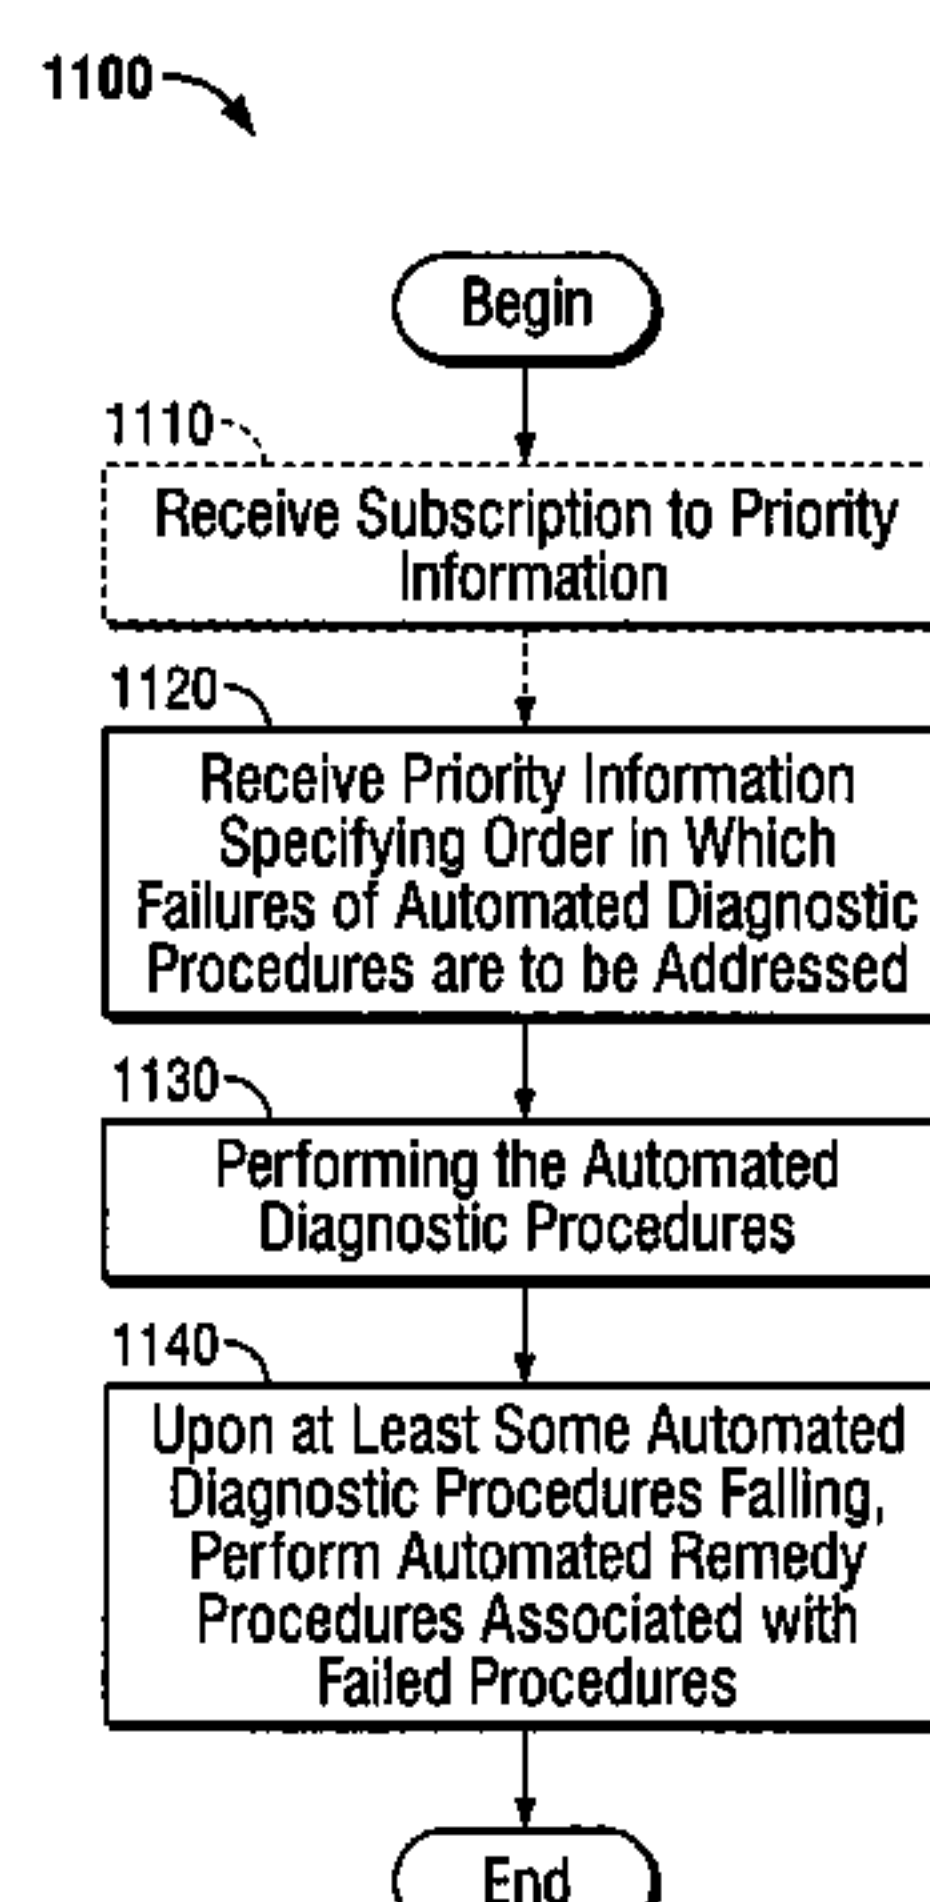 1100
Begin
1110
Receive Subscription to Priority
Information
1120
Receive Priority Information
Specifying Order in Which
Failures of Automated Diagnostic
Procedures are to be Addressed
1130
Performing the Automated
Diagnostic Procedures
1140
Upon at Least Some Automated
Diagnostic Procedures Falling,
Perform Automated Remedy
Procedures Associated with
Failed Procedures
End